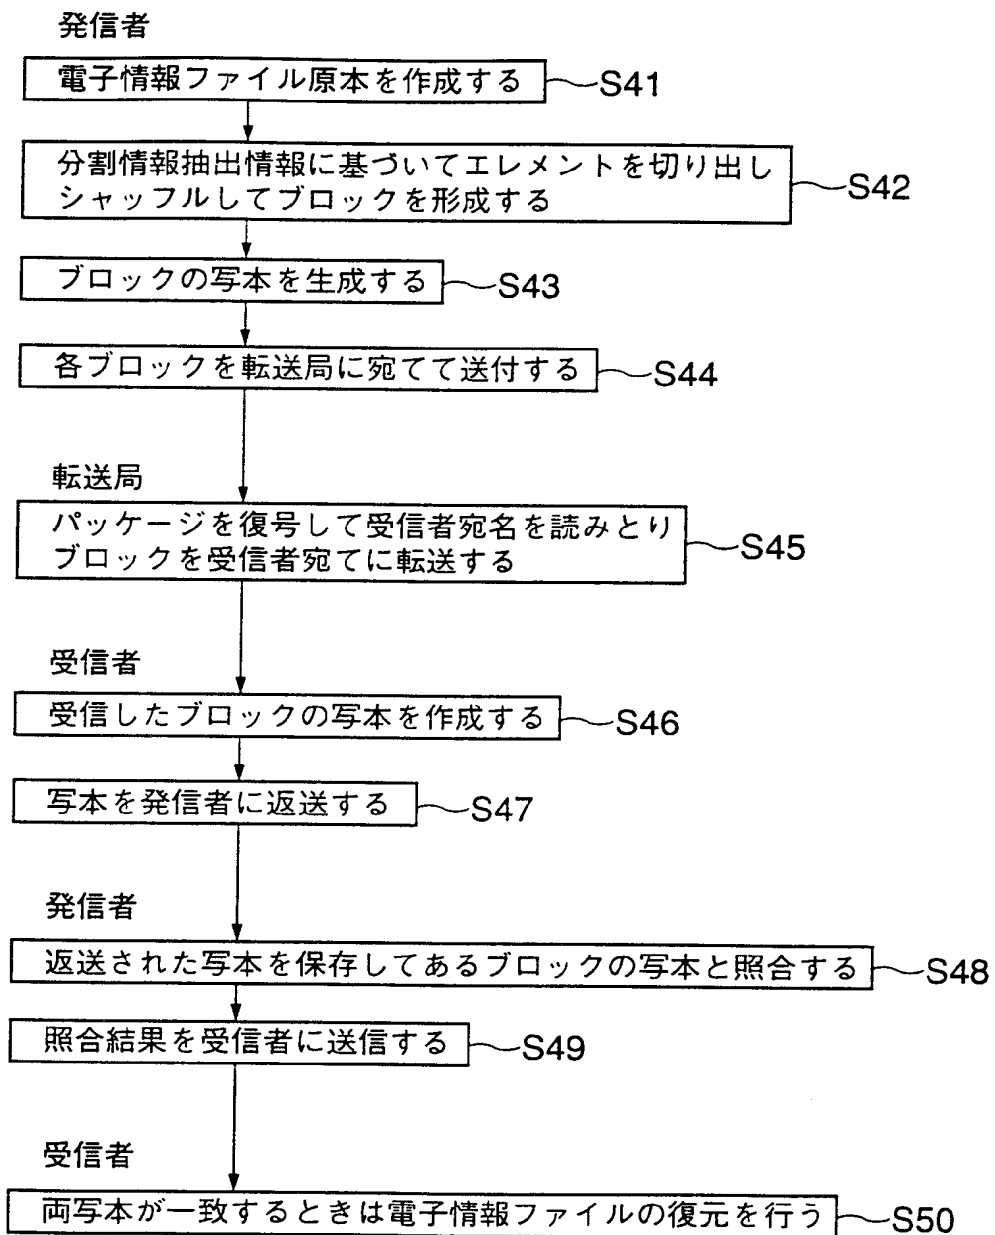 発信者
電子情報ファイル原本を作成する S41
分割情報抽出情報に基づいてエレメントを切り出し
シャッフルしてブロックを形成する S42
ブロックの写本を生成する S43
各ブロックを転送局に宛てて送付する S44
転送局
パッケージを復号して受信者宛名を読みとり
ブロックを受信者宛てに転送する S45
受信者
受信したブロックの写本を作成する S46
写本を発信者に返送する S47
発信者
返送された写本を保存してあるブロックの写本と照合する S48
照合結果を受信者に送信する S49
受信者
両写本が一致するときは電子情報ファイルの復元を行う S50